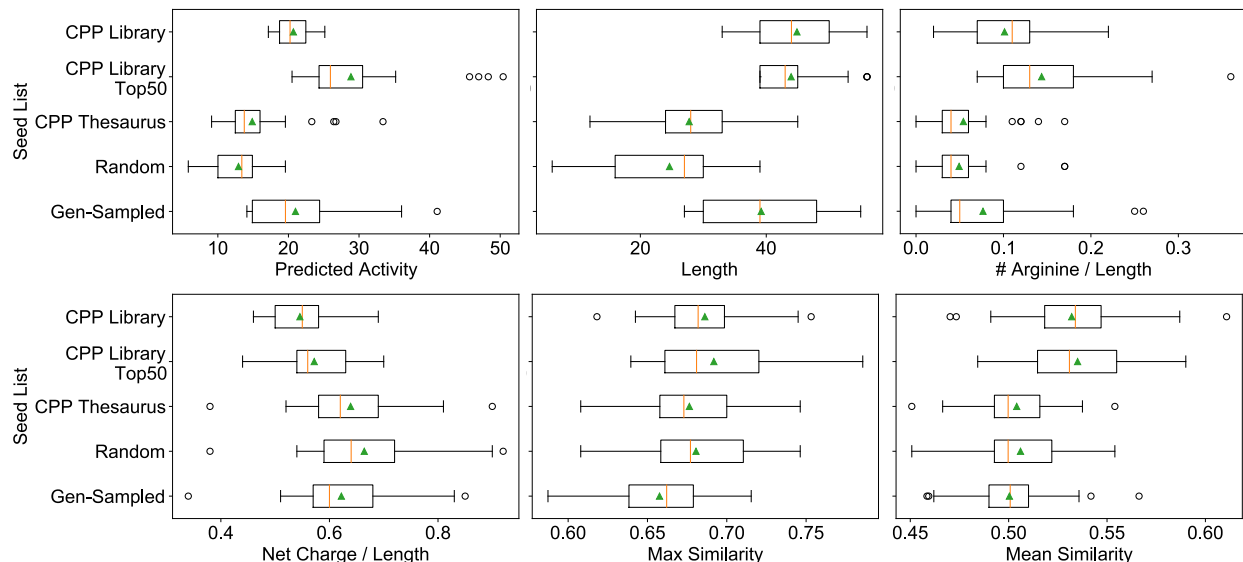 Seed List
CPP Library
CPP Library
Top50
CPP Thesaurus
Random
Gen-Sampled
10 20 30 40 50
Predicted Activity
20 40
Length
0.0 0.1 0.2 0.3
# Arginine / Length
Seed List
CPP Library
CPP Library
Top50
CPP Thesaurus
Random
Gen-Sampled
0.4 0.6 0.8
Net Charge / Length
0.60 0.65 0.70 0.75
Max Similarity
0.45 0.50 0.55 0.60
Mean Similarity